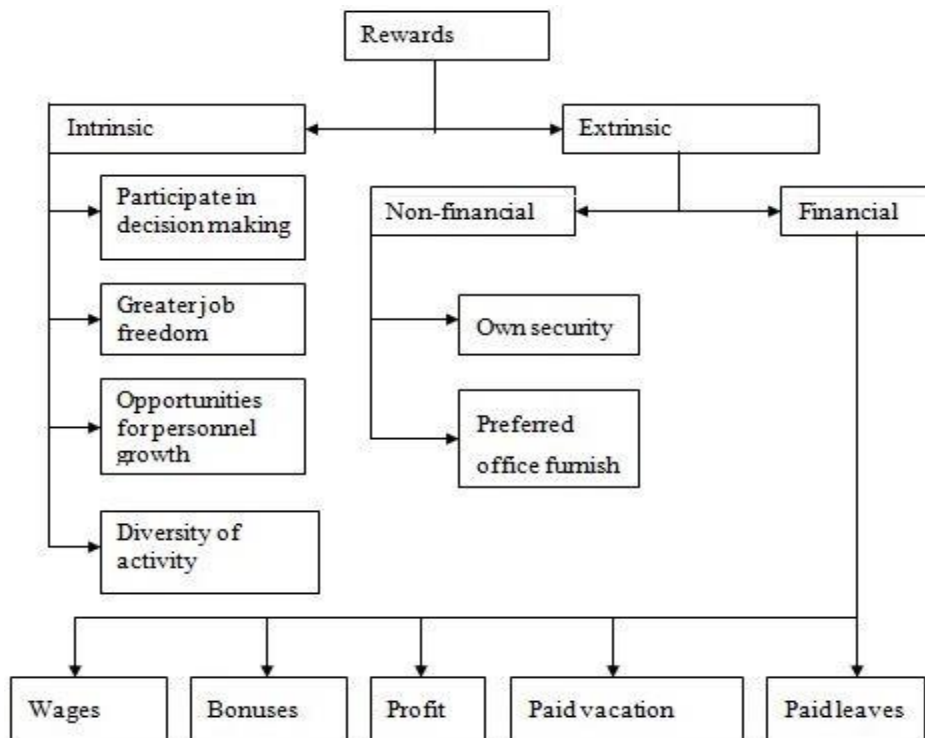 Rewards
Intrinsic
Extrinsic
Participate in
decision making
Non-financial
Financial
Greater job
freedom
Own security
Opportunities
for personnel
growth
Preferred
office furnish
Diversity of
activity
Wages
Bonuses
Profit
Paid vacation
Paid leaves